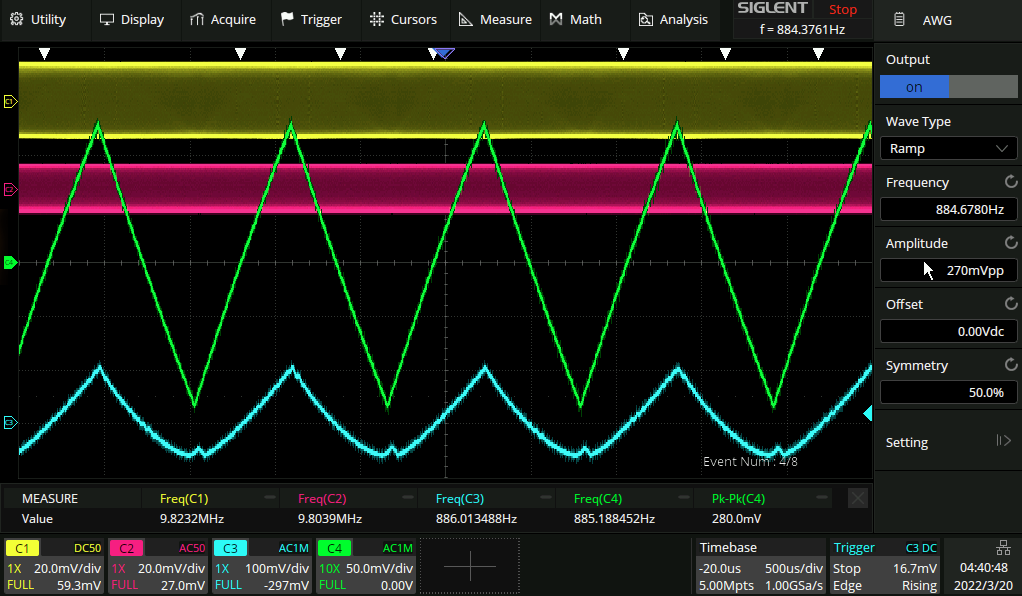 Utility Display Acquire Trigger Cursors Measure Math Analysis SIGLENT Stop AWG
f = 884.3761Hz
Output
on
C1
Wave Type
Ramp
C2
Frequency
884.6780Hz
Amplitude
C4
270mVpp
Offset
0.00Vdc
Symmetry
50.0%
C3
Setting
Event Num : 4/8
MEASURE Freq(C1) Freq(C2) Freq(C3) Freq(C4) Pk-Pk(C4)
Value 9.8232MHz 9.8039MHz 886.013488Hz 885.188452Hz 280.0mV
C1 DC50 C2 AC50 C3 AC1M C4 AC1M Timebase Trigger C3 DC
1X 20.0mV/div 1X 20.0mV/div 1X 100mV/div 10X 50.0mV/div -20.0us 500us/div Stop 16.7mV 04:40:48
FULL 59.3mV FULL 27.0mV FULL -297mV FULL 0.00V 5.00Mpts 1.00GSa/s Edge Rising 2022/3/20